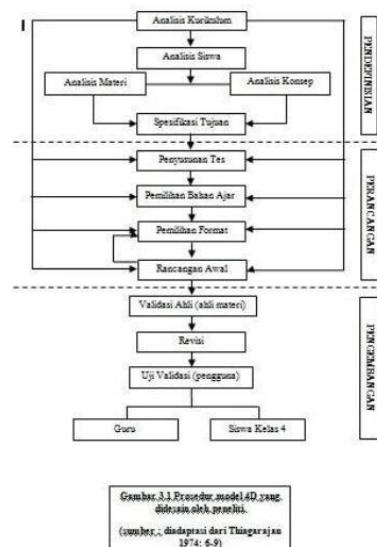 Analisis Kurikulum
Analisis Siswa
Analisis Materi
Analisis Konsep
Spesifikasi Tujuan
PENDEFINISIAN
Penyusunan Tes
Pemilihan Bahan Ajar
Pemilihan Format
Rancangan Awal
PERANCANGAN
Validasi Ahli (ahli materi)
Revisi
Uji Validasi (pengguna)
Guru
Siswa Kelas 4
PENGEMBANGAN
Gambar 3.1 Prosedur model 4D yang
didesain oleh peneliti.
(sumber : diadaptasi dari Thiagarajan
1974: 6-9)